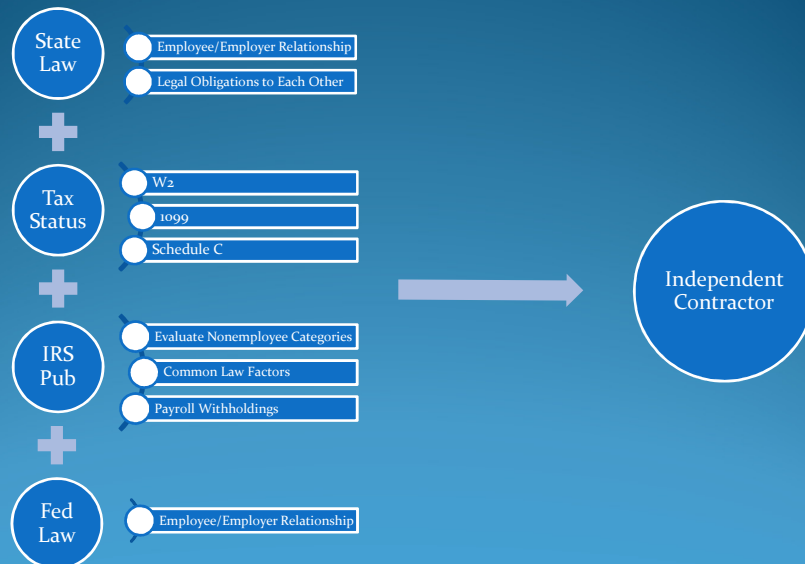 State
Law
Employee/Employer Relationship
Legal Obligations to Each Other
Tax
Status
W2
1099
Schedule C
IRS
Pub
Evaluate Nonemployee Categories
Common Law Factors
Payroll Withholdings
Fed
Law
Employee/Employer Relationship
Independent
Contractor